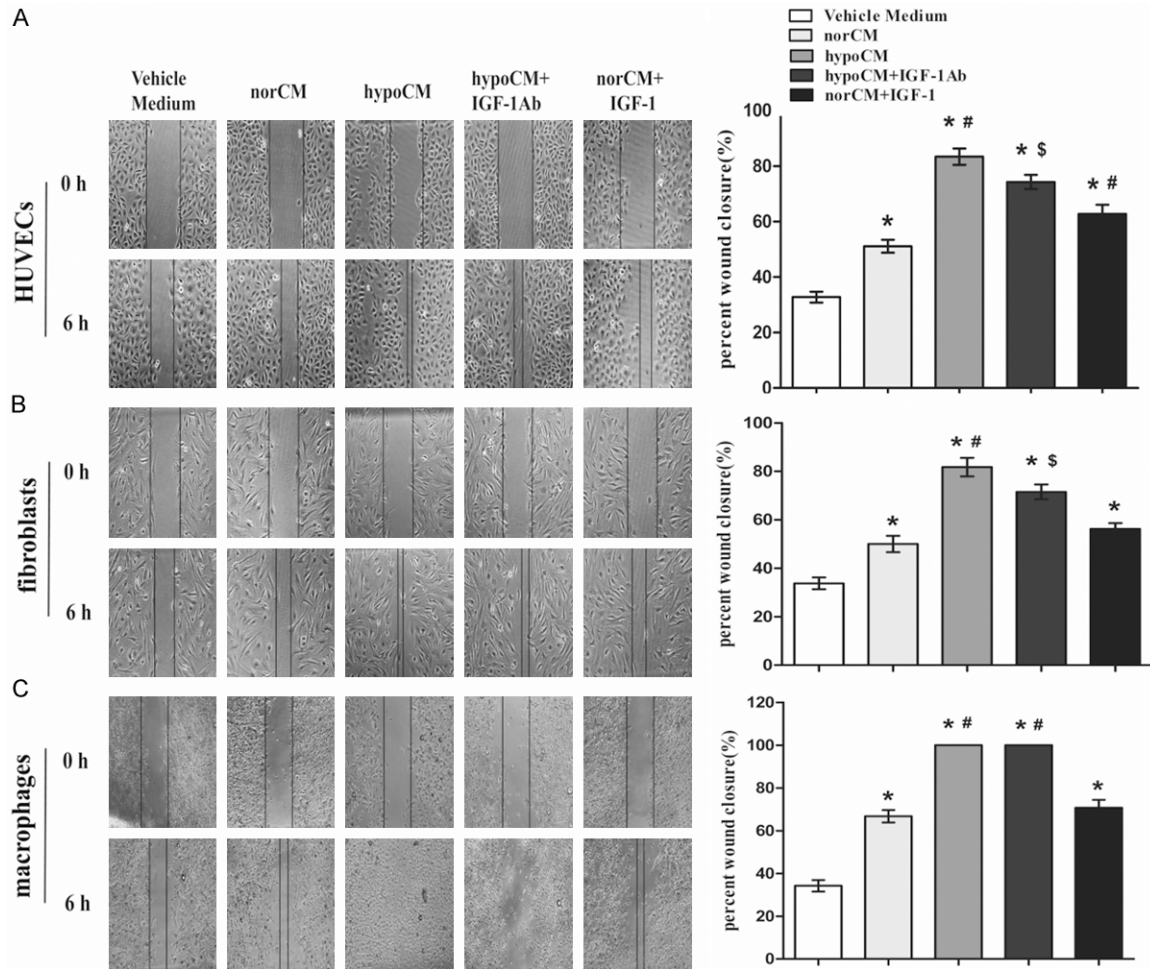 A
Vehicle
Medium
norCM
hypoCM
hypoCM+
IGF-1Ab
norCM+
IGF-1
HUVECs
0 h
6 h
Vehicle Medium
norCM
hypoCM
hypoCM+IGF-1Ab
norCM+IGF-1
percent wound closure(%)
100
80
60
40
20
0
*
* #
* $
* #
B
fibroblasts
0 h
6 h
percent wound closure(%)
100
80
60
40
20
0
*
* #
* $
*
C
macrophages
0 h
6 h
percent wound closure(%)
120
100
80
60
40
20
0
*
* #
* #
*